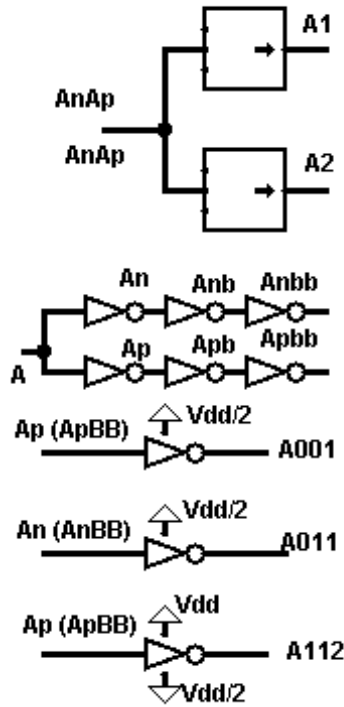 A1
AnAp
AnAp
A2
An Anb Anbb
A Ap Apb Apbb
Vdd/2
Ap (ApBB) A001
Vdd/2
An (AnBB) A011
Vdd
Ap (ApBB) A112
Vdd/2